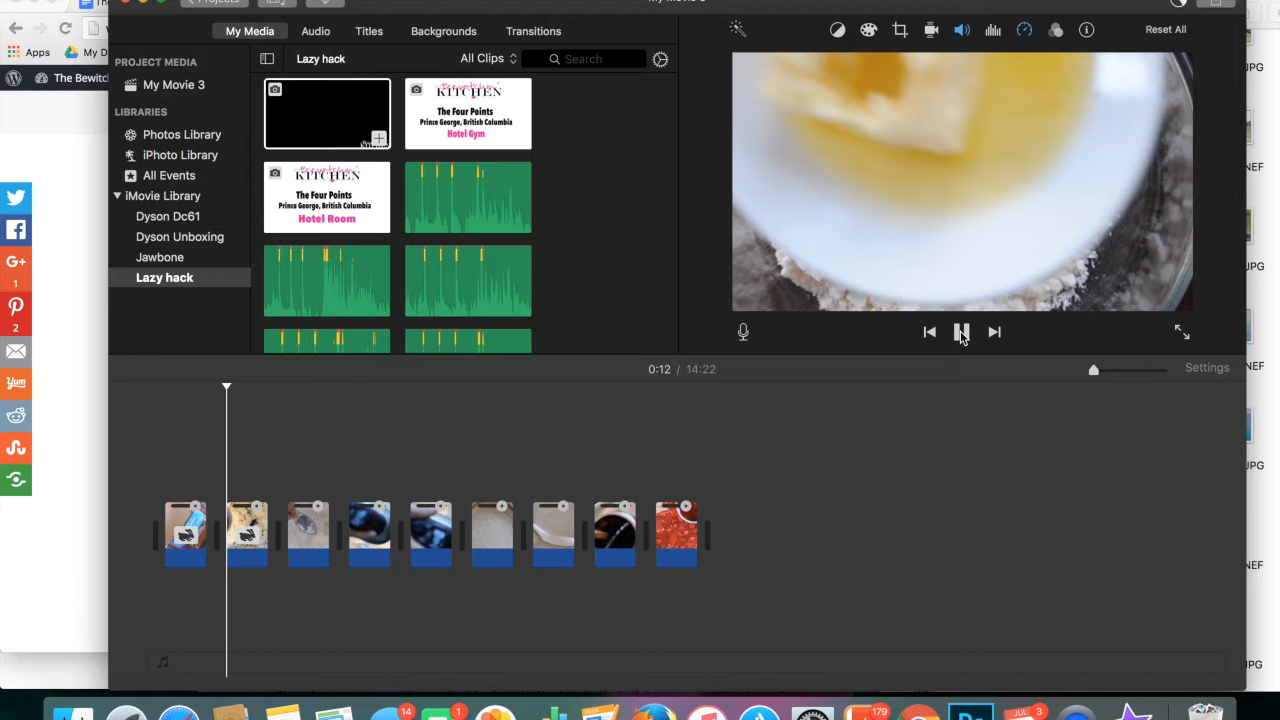 Projects
My Movie 3
Apps
My D
The Bewitch
My Media
Audio
Titles
Backgrounds
Transitions
Reset All
PROJECT MEDIA
My Movie 3
LIBRARIES
Photos Library
iPhoto Library
All Events
iMovie Library
Dyson Dc61
Dyson Unboxing
Jawbone
Lazy hack
Lazy hack
All Clips
Search
KITCHEN
The Four Points
Prince George, British Columbia
Hotel Gym
KITCHEN
The Four Points
Prince George, British Columbia
Hotel Room
G+
1
2
Yum
0:12 / 14:22
Settings
JPG
NEF
JPG
NEF
JPG
14
1
179
JUL
3
Ps